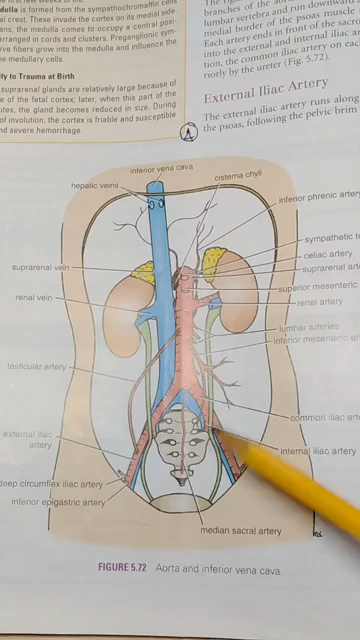 edulla is formed from the sympathochromaffin cells
al crest. These invade the cortex on its medial side.
ans, the medulla comes to occupy a central posi-
arranged in cords and clusters. Preganglionic sym-
rve fibers grow into the medulla and influence the
he medullary cells.
ity to Trauma at Birth
suprarenal glands are relatively large because of
e of the fetal cortex; later, when this part of the
utes, the gland becomes reduced in size. During
of involution, the cortex is friable and susceptible
nd severe hemorrhage.
branches of the
lumbar vertebra and run downward a
medial border of the psoas muscle
Each artery ends in front of the sacro
into the external and internal iliac ar
tion, the common iliac artery on eac
riorly by the ureter (Fig. 5.72).
External Iliac Artery
The external iliac artery runs along
the psoas, following the pelvic brim
A
inferior vena cava
cisterna chyli
hepatic veins
inferior phrenic artery
sympathetic t
celiac artery
suprarenal vein
suprarenal art
superior mesenteric
renal vein
renal artery
lumbar arteries
inferior mesenteric ar
testicular artery
common iliac arte
external iliac
artery
internal iliac artery
deep circumflex iliac artery
inferior epigastric artery
median sacral artery
FIGURE 5.72 Aorta and inferior vena cava.